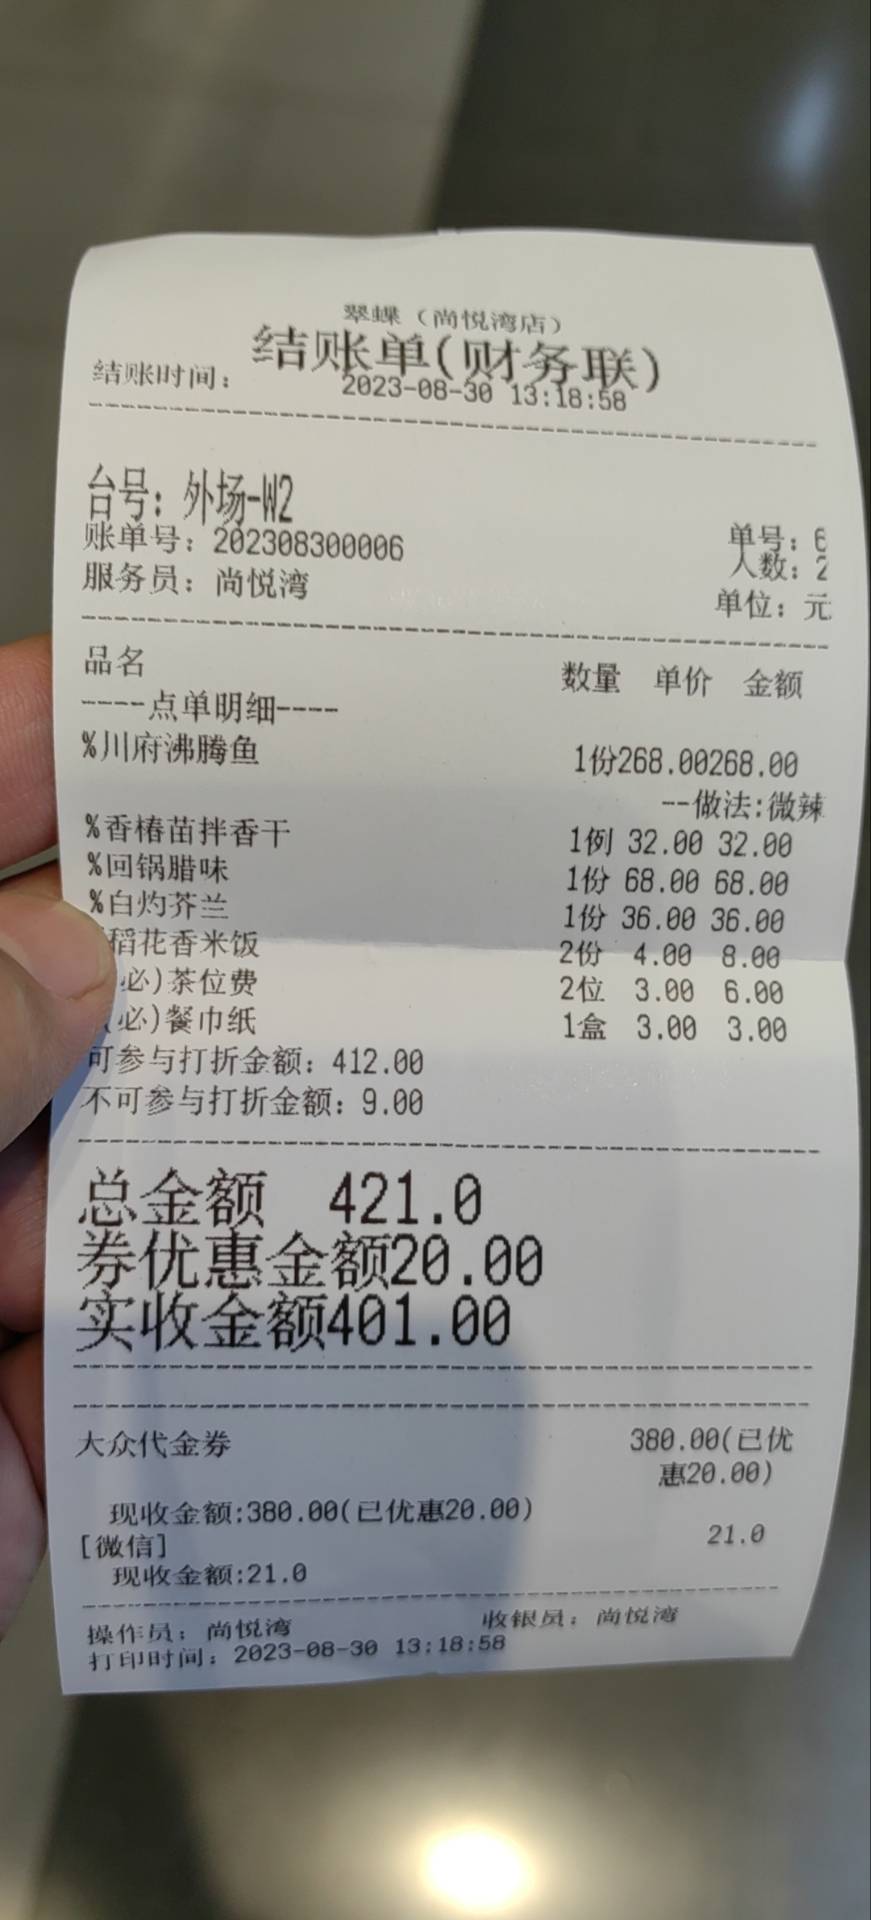 翠蝶（尚悦湾店）
结账单(财务联)
结账时间： 2023-08-30 13:18:58
台号：外场-W2
账单号：202308300006 单号：6
人数：2
服务员：尚悦湾 单位：元
品名 数量 单价 金额
----点单明细----
%川府沸腾鱼 1份268.00268.00
--做法:微辣
%香椿苗拌香干 1例 32.00 32.00
%回锅腊味 1份 68.00 68.00
%白灼芥兰 1份 36.00 36.00
稻花香米饭 2份 4.00 8.00
必)茶位费 2位 3.00 6.00
(必)餐巾纸 1盒 3.00 3.00
可参与打折金额：412.00
不可参与打折金额：9.00
总金额 421.0
券优惠金额20.00
实收金额401.00
大众代金券 380.00(已优
惠20.00)
现收金额:380.00(已优惠20.00)
[微信] 21.0
现收金额:21.0
操作员：尚悦湾 收银员：尚悦湾
打印时间：2023-08-30 13:18:58